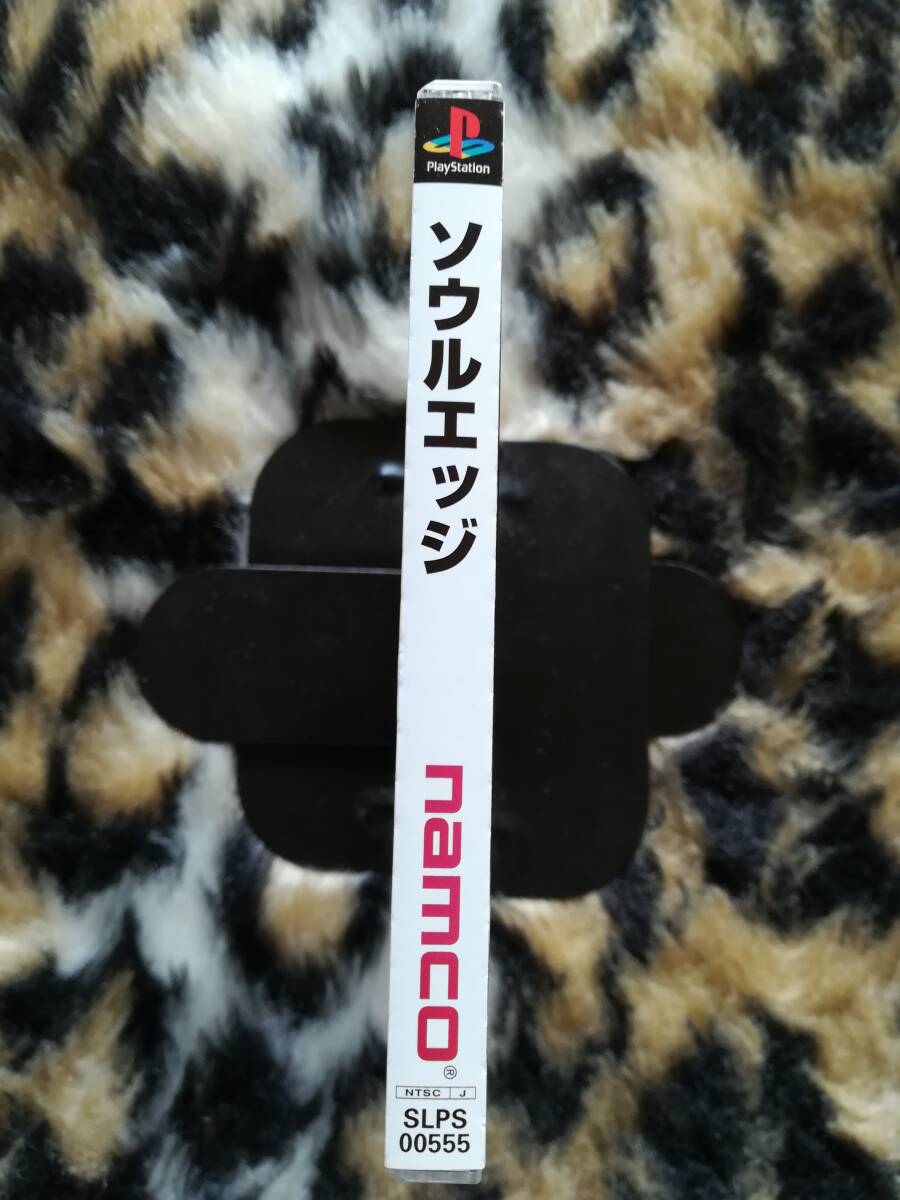 PlayStation
ソウルエッジ
namco®
NTSC J
SLPS
00555